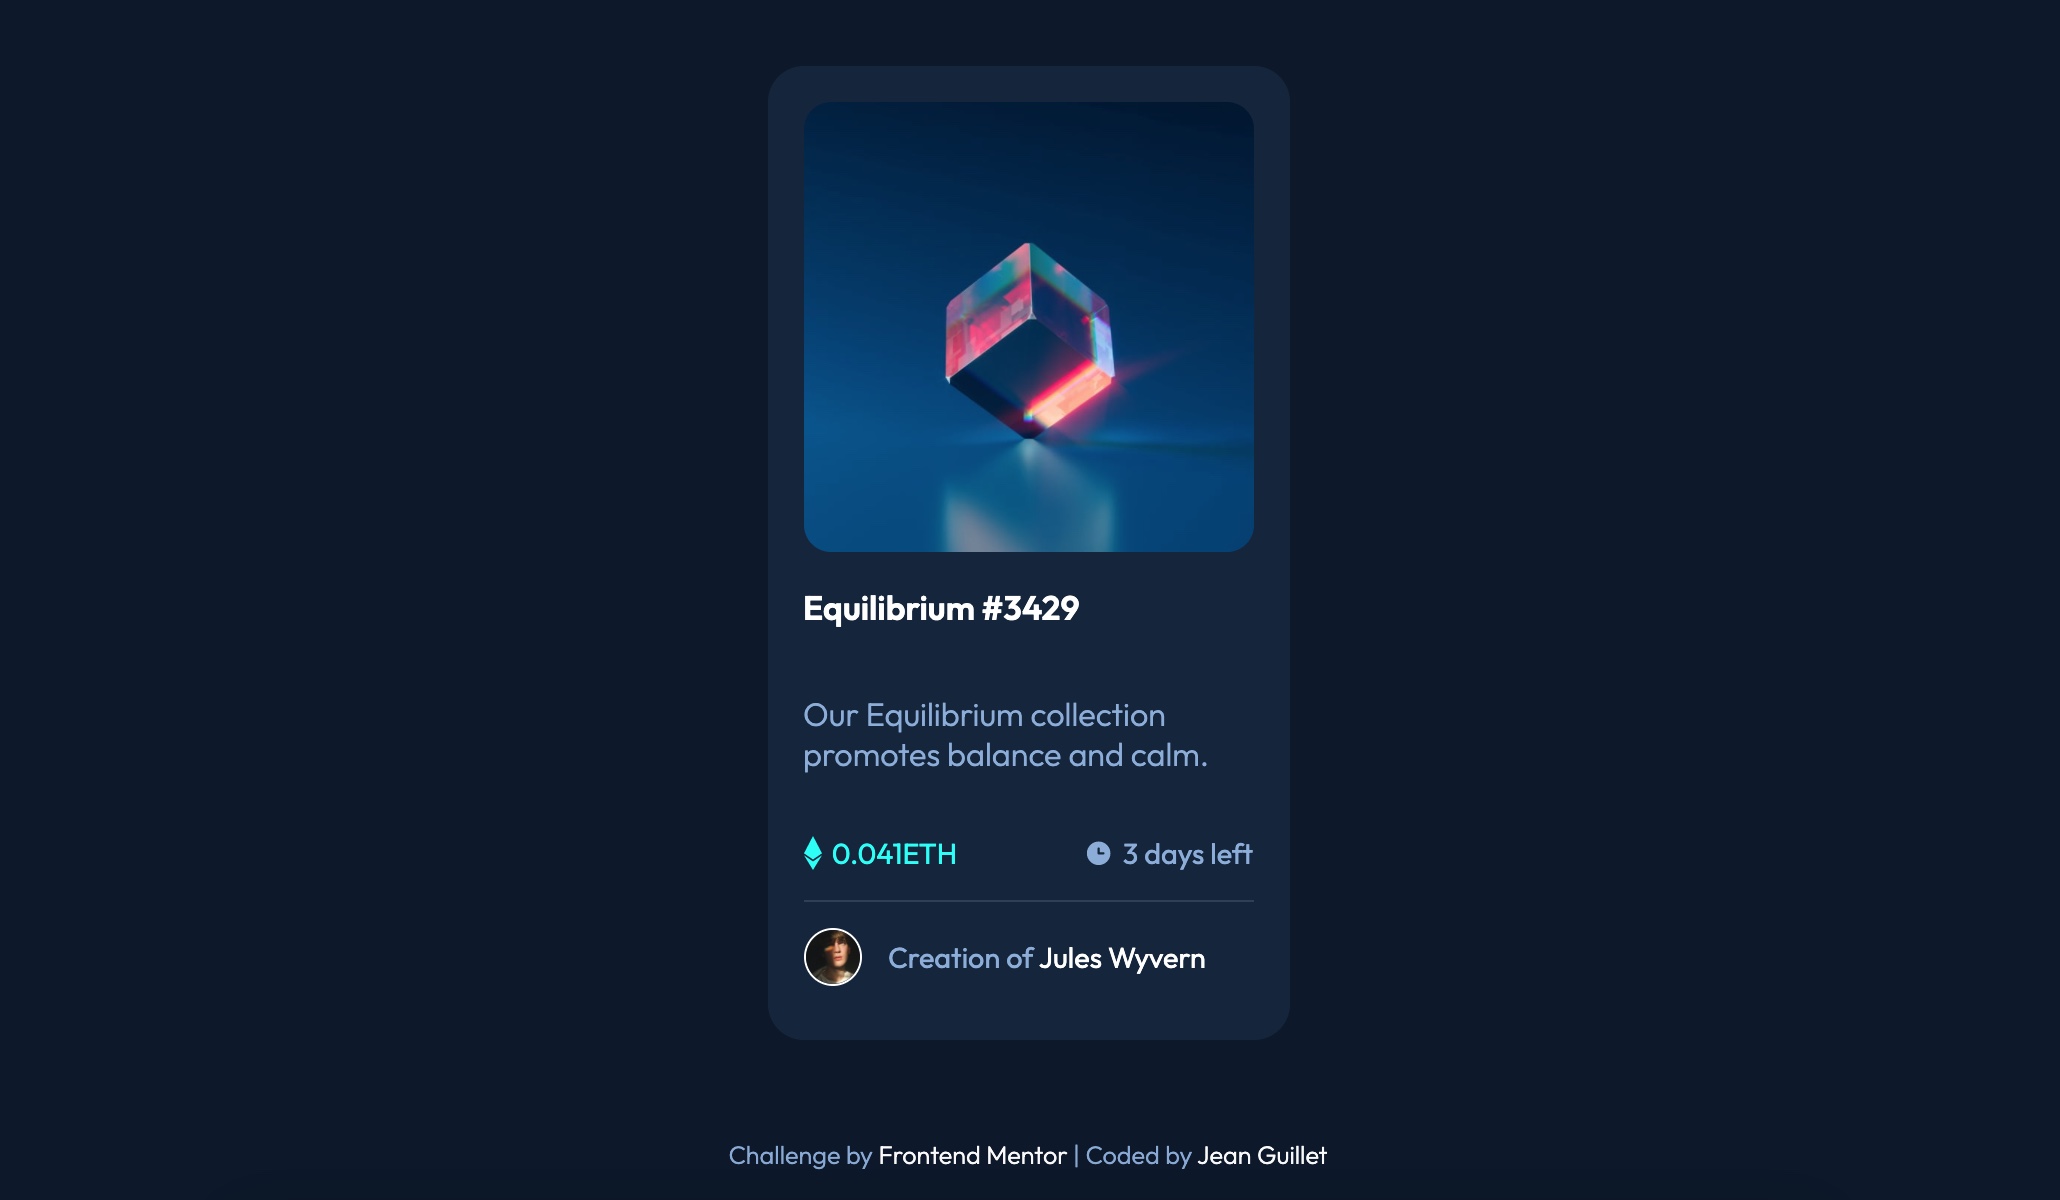 Equilibrium #3429
Our Equilibrium collection
promotes balance and calm.
0.041ETH
3 days left
Creation of Jules Wyvern
Challenge by Frontend Mentor | Coded by Jean Guillet